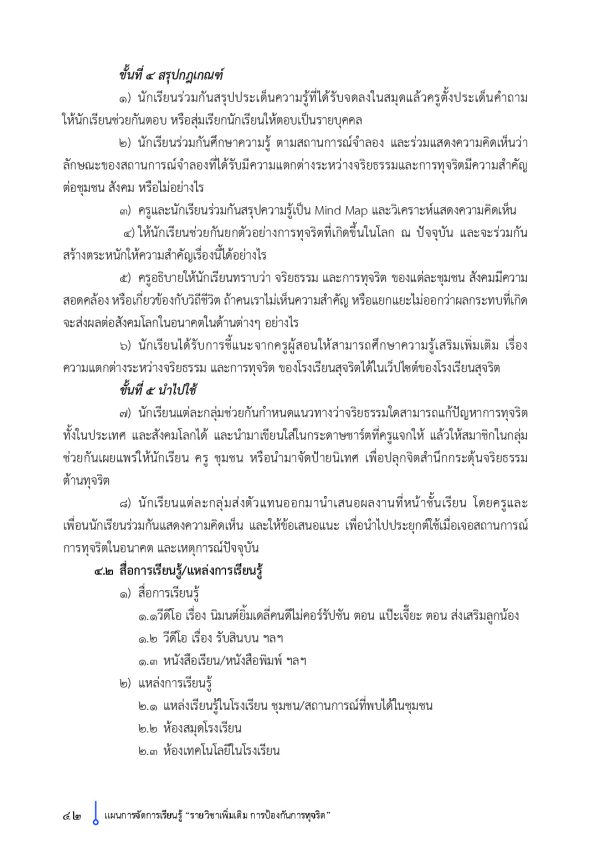 ขั้นที่ ๔ สรุปกฎเกณฑ์
๑) นักเรียนร่วมกันสรุปประเด็นความรู้ที่ได้รับจดลงในสมุดแล้วครูตั้งประเด็นคำถาม
ให้นักเรียนช่วยกันตอบ หรือสุ่มเรียกนักเรียนให้ตอบเป็นรายบุคคล
๒) นักเรียนร่วมกันศึกษาความรู้ ตามสถานการณ์จำลอง และร่วมแสดงความคิดเห็นว่า
ลักษณะของสถานการณ์จำลองที่ได้รับมีความแตกต่างระหว่างจริยธรรมและการทุจริตมีความสำคัญ
ต่อชุมชน สังคม หรือไม่อย่างไร
๓) ครูและนักเรียนร่วมกันสรุปความรู้เป็น Mind Map และวิเคราะห์แสดงความคิดเห็น
๔) ให้นักเรียนช่วยกันยกตัวอย่างการทุจริตที่เกิดขึ้นในโลก ณ ปัจจุบัน และจะร่วมกัน
สร้างตระหนักให้ความสำคัญเรื่องนี้ได้อย่างไร
๕) ครูอธิบายให้นักเรียนทราบว่า จริยธรรม และการทุจริต ของแต่ละชุมชน สังคมมีความ
สอดคล้อง หรือเกี่ยวข้องกับวิถีชีวิต ถ้าคนเราไม่เห็นความสำคัญ หรือแยกแยะไม่ออกว่าผลกระทบที่เกิด
จะส่งผลต่อสังคมโลกในอนาคตในด้านต่างๆ อย่างไร
๖) นักเรียนได้รับการชี้แนะจากครูผู้สอนให้สามารถศึกษาความรู้เสริมเพิ่มเติม เรื่อง
ความแตกต่างระหว่างจริยธรรม และการทุจริต ของโรงเรียนสุจริตได้ในเว็ปไซต์ของโรงเรียนสุจริต
ขั้นที่ ๕ นำไปใช้
๗) นักเรียนแต่ละกลุ่มช่วยกันกำหนดแนวทางว่าจริยธรรมใดสามารถแก้ปัญหาการทุจริต
ทั้งในประเทศ และสังคมโลกได้ และนำมาเขียนใส่ในกระดาษชาร์ตที่ครูแจกให้ แล้วให้สมาชิกในกลุ่ม
ช่วยกันเผยแพร่ให้นักเรียน ครู ชุมชน หรือนำมาจัดป้ายนิเทศ เพื่อปลุกจิตสำนึกกระตุ้นจริยธรรม
ต้านทุจริต
๘) นักเรียนแต่ละกลุ่มส่งตัวแทนออกมานำเสนอผลงานที่หน้าชั้นเรียน โดยครูและ
เพื่อนนักเรียนร่วมกันแสดงความคิดเห็น และให้ข้อเสนอแนะ เพื่อนำไปประยุกต์ใช้เมื่อเจอสถานการณ์
การทุจริตในอนาคต และเหตุการณ์ปัจจุบัน
๔.๒ สื่อการเรียนรู้/แหล่งการเรียนรู้
๑) สื่อการเรียนรู้
๑.๑วีดีโอ เรื่อง นิมนต์ยิ้มเดลี่คนดีไม่คอร์รัปชัน ตอน แป๊ะเจี๊ยะ ตอน ส่งเสริมลูกน้อง
๑.๒ วีดีโอ เรื่อง รับสินบน ฯลฯ
๑.๓ หนังสือเรียน/หนังสือพิมพ์ ฯลฯ
๒) แหล่งการเรียนรู้
๒.๑ แหล่งเรียนรู้ในโรงเรียน ชุมชน/สถานการณ์ที่พบได้ในชุมชน
๒.๒ ห้องสมุดโรงเรียน
๒.๓ ห้องเทคโนโลยีในโรงเรียน
๔๒ แผนการจัดการเรียนรู้ “รายวิชาเพิ่มเติม การป้องกันการทุจริต”